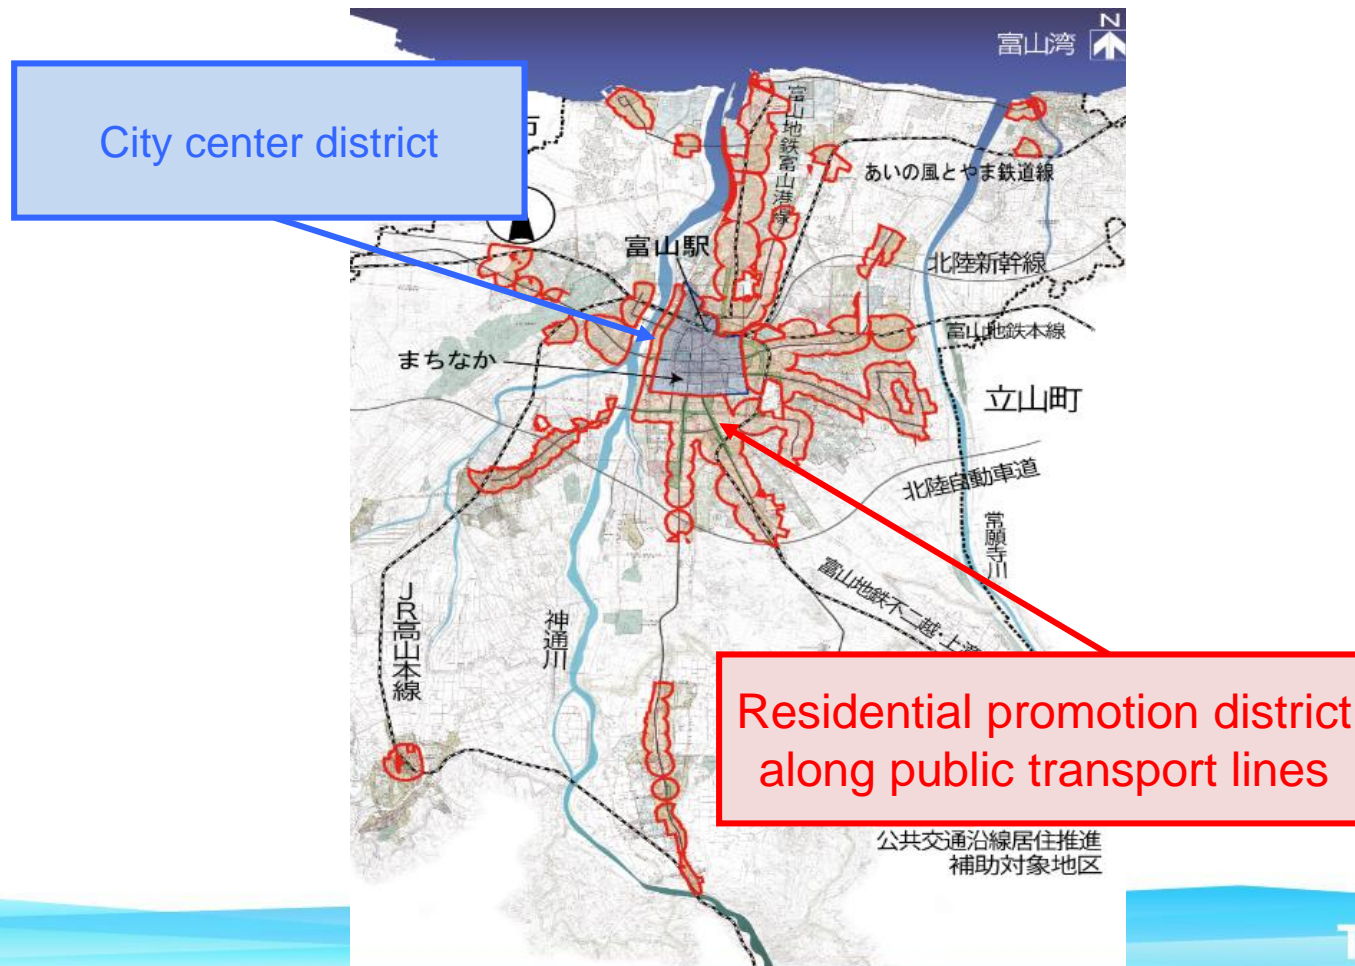 N
富山湾
City center district
市
富山地鉄富山港線
あいの風とやま鉄道線
富山駅
北陸新幹線
富山地鉄本線
まちなか
立山町
北陸自動車道
常願寺川
富山地鉄不二越・上滝
JR高山本線
神通川
Residential promotion district
along public transport lines
公共交通沿線居住推進
補助対象地区